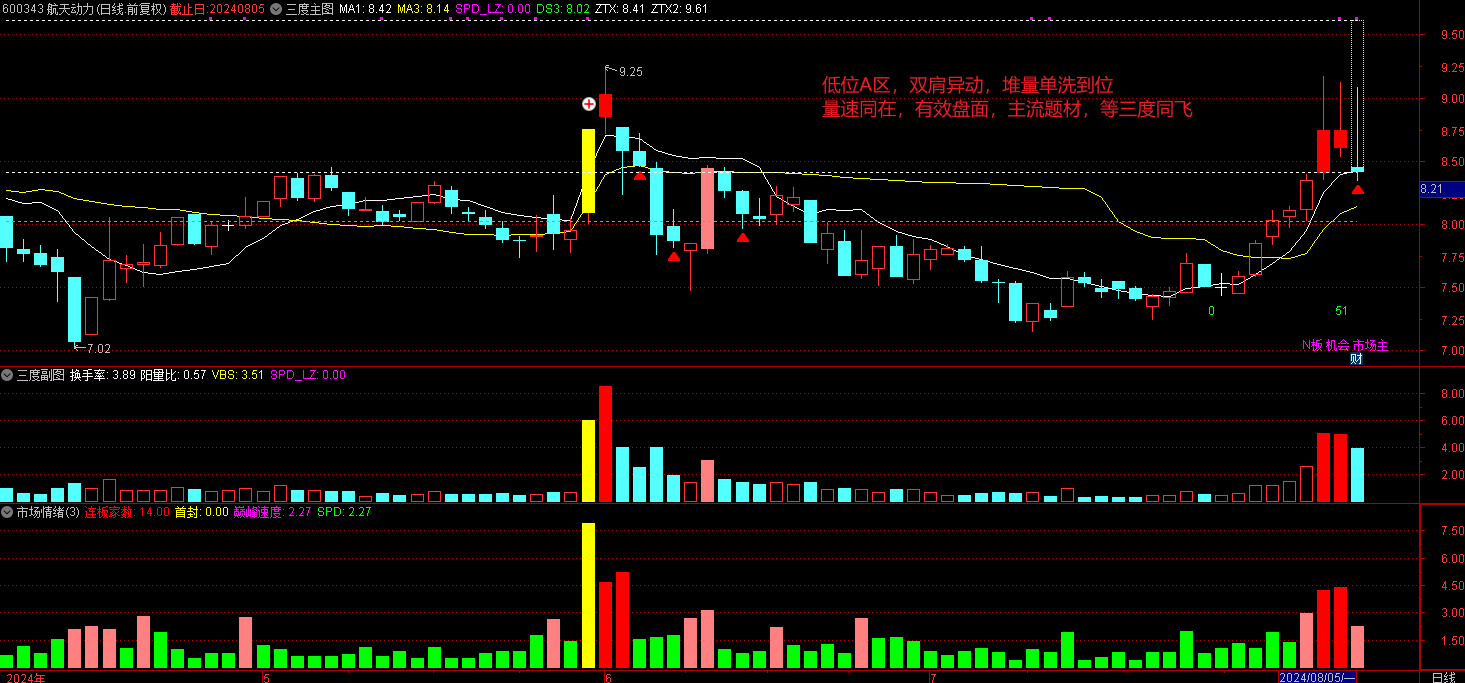 600343 航天动力(日线.前复权) 截止日:20240805 三度主图 MA1: 8.42 MA3: 8.14 SPD_LZ: 0.00 DS3: 8.02 ZTX: 8.41 ZTX2: 9.61
9.50
9.25
9.25
低位A区，双肩异动，堆量单洗到位
9.00
量速同在，有效盘面，主流题材，等三度同飞
8.75
8.50
8.21
8.00
7.75
7.50
0
51
7.25
7.02
N板 机会 市场主
7.00
财
三度副图 换手率: 3.89 阳量比: 0.57 VBS: 3.51 SPD_LZ: 0.00
8.00
6.00
4.00
2.00
市场情绪(3) 连板家数: 14.00 首封: 0.00 巅峰速度: 2.27 SPD: 2.27
7.50
6.00
4.50
3.00
1.50
2024年
5
6
7
2024/08/05/一
日线